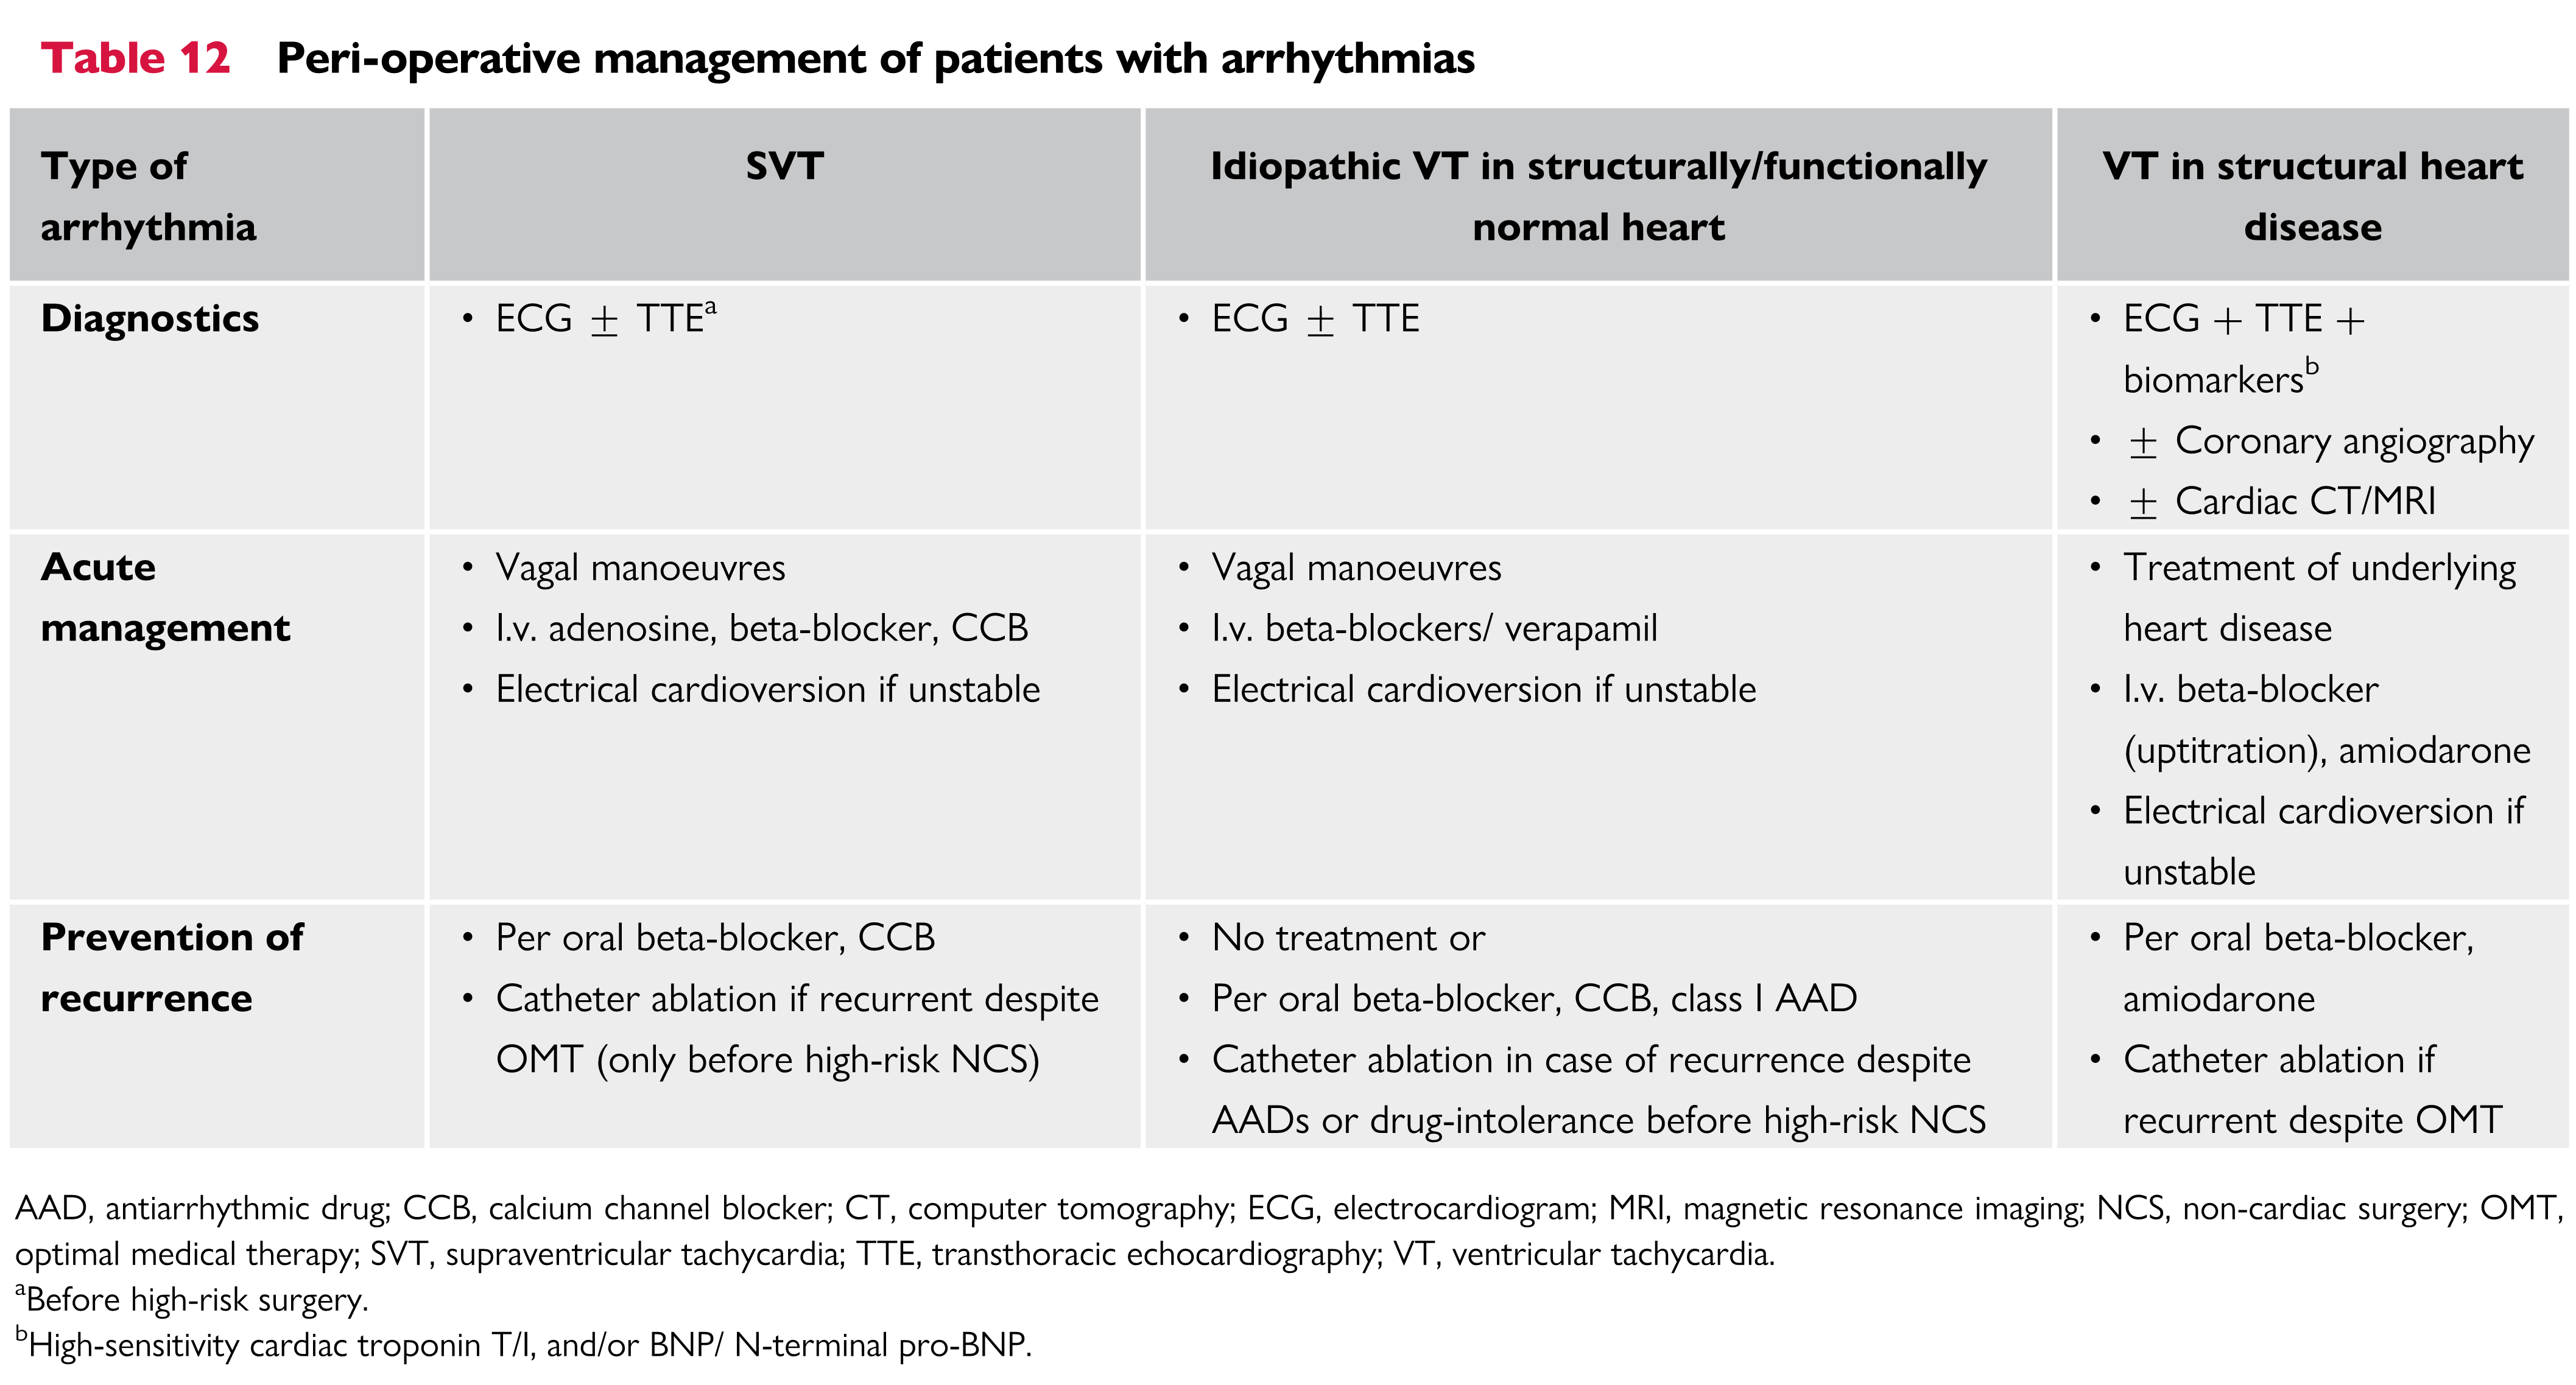 Table 12 Peri-operative management of patients with arrhythmias
Type of
arrhythmia
SVT
Idiopathic VT in structurally/functionally
normal heart
VT in structural heart
disease
Diagnostics
• ECG ± TTEᵃ
• ECG ± TTE
• ECG + TTE +
biomarkersᵇ
• ± Coronary angiography
• ± Cardiac CT/MRI
Acute
management
• Vagal manoeuvres
• I.v. adenosine, beta-blocker, CCB
• Electrical cardioversion if unstable
• Vagal manoeuvres
• I.v. beta-blockers/ verapamil
• Electrical cardioversion if unstable
• Treatment of underlying
heart disease
• I.v. beta-blocker
(uptitration), amiodarone
• Electrical cardioversion if
unstable
Prevention of
recurrence
• Per oral beta-blocker, CCB
• Catheter ablation if recurrent despite
OMT (only before high-risk NCS)
• No treatment or
• Per oral beta-blocker, CCB, class I AAD
• Catheter ablation in case of recurrence despite
AADs or drug-intolerance before high-risk NCS
• Per oral beta-blocker,
amiodarone
• Catheter ablation if
recurrent despite OMT
AAD, antiarrhythmic drug; CCB, calcium channel blocker; CT, computer tomography; ECG, electrocardiogram; MRI, magnetic resonance imaging; NCS, non-cardiac surgery; OMT,
optimal medical therapy; SVT, supraventricular tachycardia; TTE, transthoracic echocardiography; VT, ventricular tachycardia.
ᵃBefore high-risk surgery.
ᵇHigh-sensitivity cardiac troponin T/I, and/or BNP/ N-terminal pro-BNP.